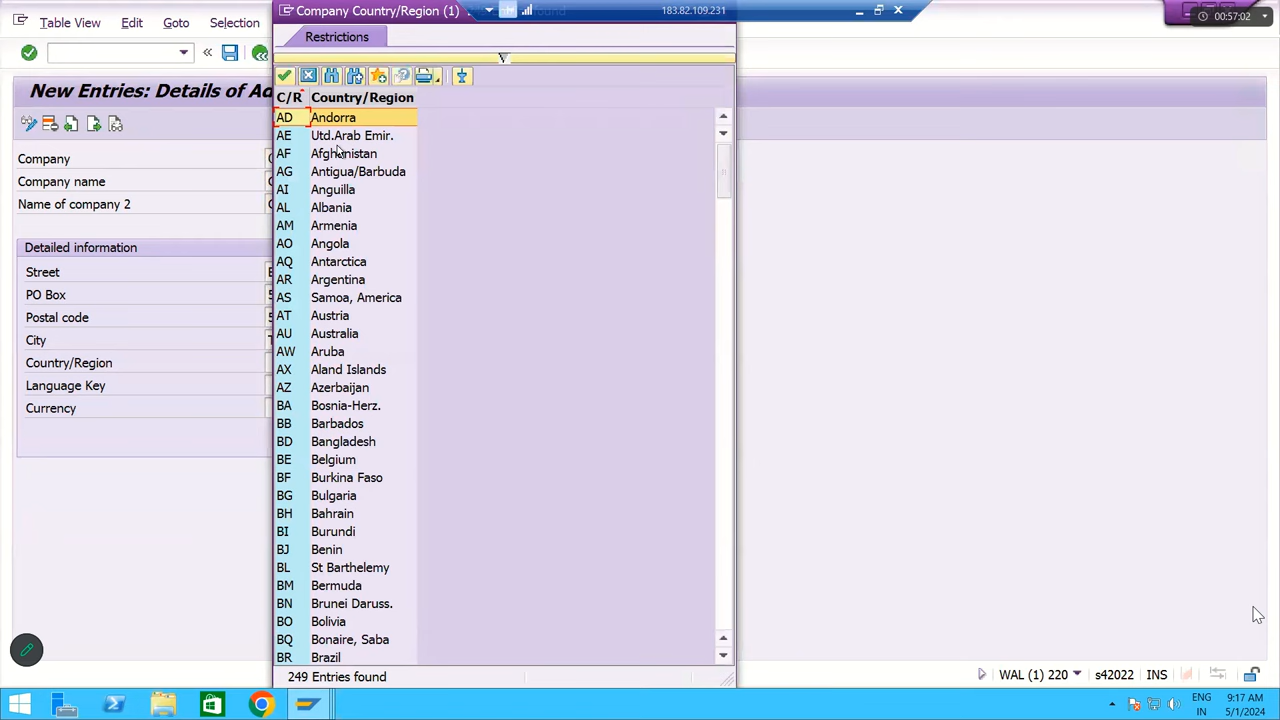 Table View Edit Goto Selection
Company Country/Region (1)
183.82.109.231
00:57:02
Restrictions
New Entries: Details of Ad
C/R Country/Region
AD Andorra
AE Utd.Arab Emir.
AF Afghanistan
AG Antigua/Barbuda
AI Anguilla
AL Albania
AM Armenia
AO Angola
AQ Antarctica
AR Argentina
AS Samoa, America
AT Austria
AU Australia
AW Aruba
AX Aland Islands
AZ Azerbaijan
BA Bosnia-Herz.
BB Barbados
BD Bangladesh
BE Belgium
BF Burkina Faso
BG Bulgaria
BH Bahrain
BI Burundi
BJ Benin
BL St Barthelemy
BM Bermuda
BN Brunei Daruss.
BO Bolivia
BQ Bonaire, Saba
BR Brazil
249 Entries found
Company
Company name
Name of company 2
Detailed information
Street
PO Box
Postal code
City
Country/Region
Language Key
Currency
WAL (1) 220 s42022 INS
ENG
IN
9:17 AM
5/1/2024